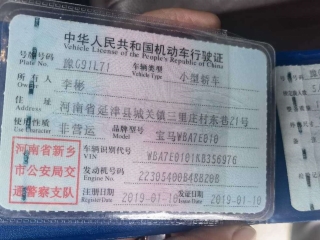 中华人民共和国机动车行驶证
Vehicle License of the People's Republic of China
号牌号码 豫G91L71 车辆类型 小型轿车
Plate No. Vehicle Type
所有人 李彬
Owner
住址 河南省延津县城关镇三里庄村东巷21号
Address
使用性质 非营运 品牌型号 宝马WBA7E010
Use Character Model
河南省新乡
市公安局交
通警察支队
车辆识别代号 WBA7E0101KB356976
VIN
发动机号码 22305400B48B20B
Engine No.
注册日期 2019-01-10 发证日期 2019-01-10
Register Date Issue Date